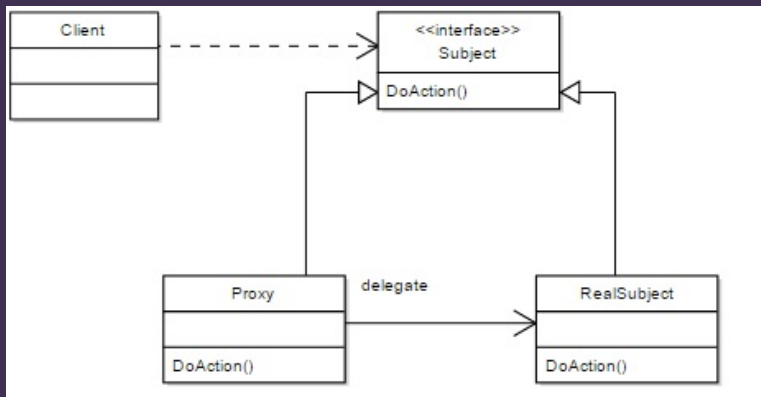 Client
<<interface>>
Subject
DoAction()
Proxy
delegate
RealSubject
DoAction()
DoAction()